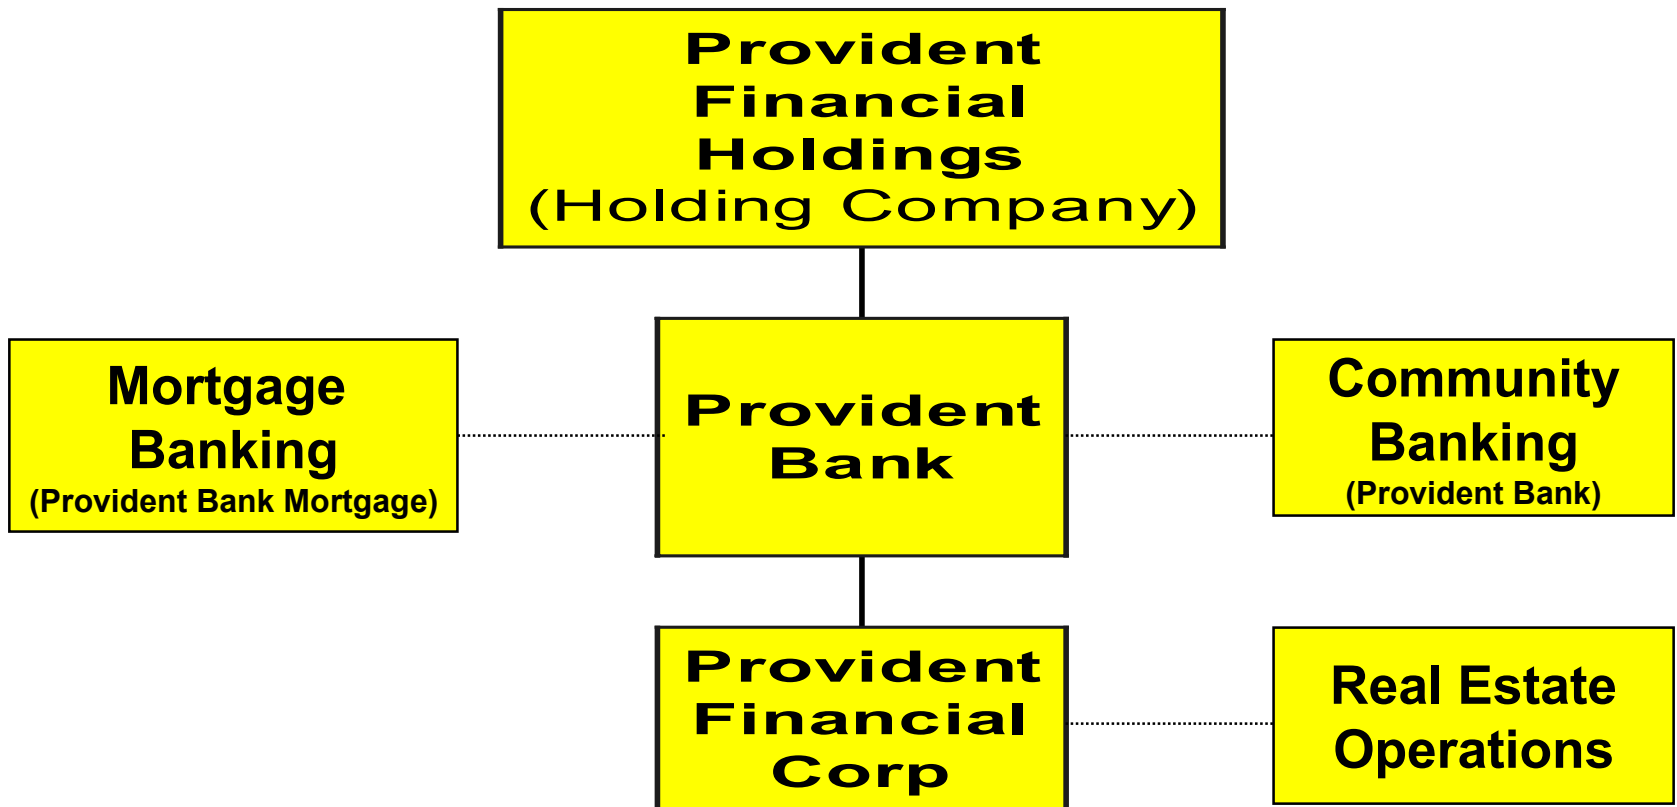 Provident
Financial
Holdings
(Holding Company)
Mortgage
Banking
(Provident Bank Mortgage)
Provident
Bank
Community
Banking
(Provident Bank)
Provident
Financial
Corp
Real Estate
Operations